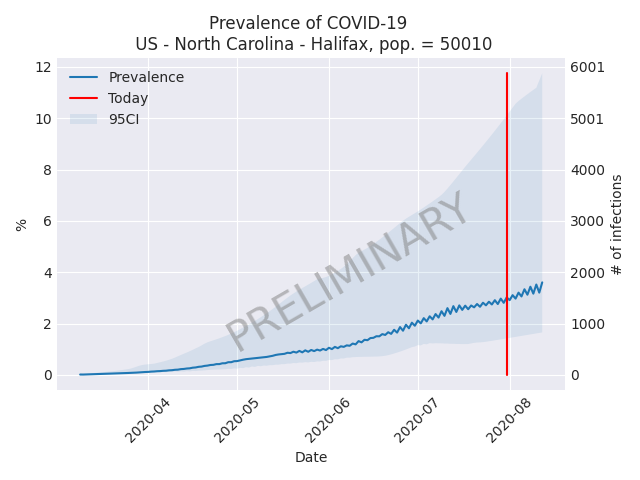 Prevalence of COVID-19
US - North Carolina - Halifax, pop. = 50010
12
10
8
6
4
2
0
%
Prevalence
Today
95CI
PRELIMINARY
6001
5001
4000
3000
2000
1000
0
# of infections
2020-04
2020-05
2020-06
2020-07
2020-08
Date